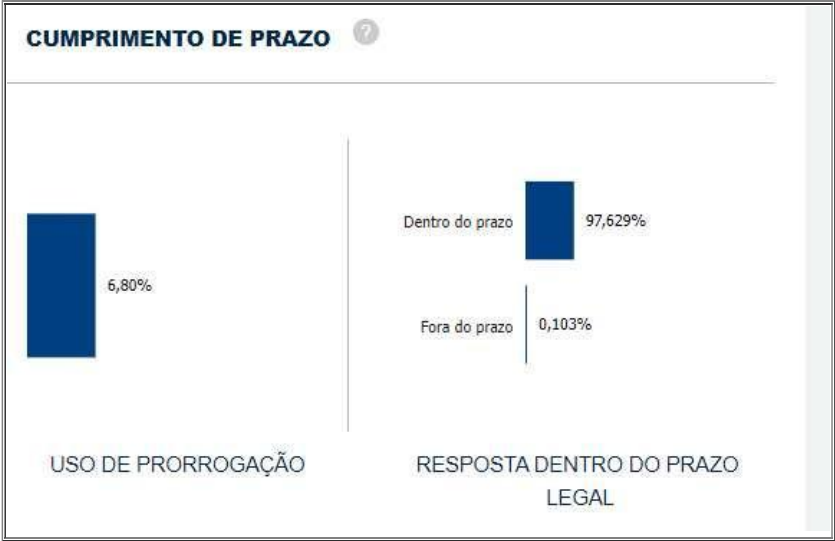 CUMPRIMENTO DE PRAZO ?
6,80%
USO DE PRORROGAÇÃO
Dentro do prazo 97,629%
Fora do prazo 0,103%
RESPOSTA DENTRO DO PRAZO
LEGAL